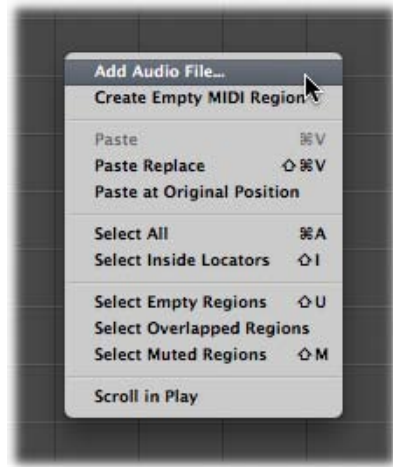 Add Audio File...
Create Empty MIDI Region
Paste ⌘V
Paste Replace ⇧⌘V
Paste at Original Position
Select All ⌘A
Select Inside Locators ⇧I
Select Empty Regions ⇧U
Select Overlapped Regions
Select Muted Regions ⇧M
Scroll in Play